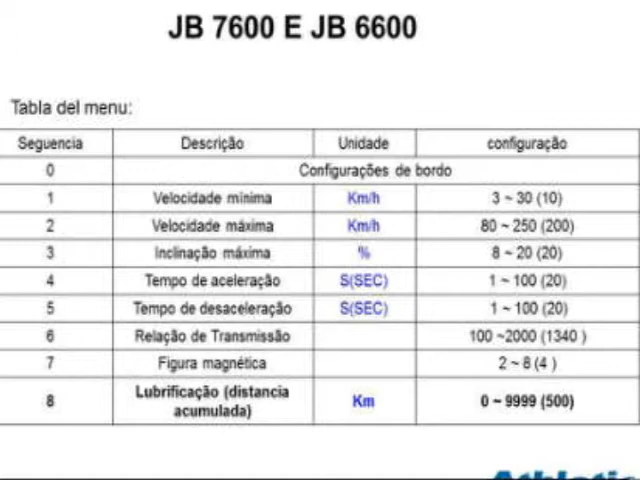 JB 7600 E JB 6600
Tabla del menu:
Seguencia Descrição Unidade configuração
0 Configurações de bordo
1 Velocidade mínima Km/h 3 ~ 30 (10)
2 Velocidade máxima Km/h 80 ~ 250 (200)
3 Inclinação máxima % 8 ~ 20 (20)
4 Tempo de aceleração S(SEC) 1 ~ 100 (20)
5 Tempo de desaceleração S(SEC) 1 ~ 100 (20)
6 Relação de Transmissão 100 ~2000 (1340 )
7 Figura magnética 2 ~ 8 (4 )
8 Lubrificação (distancia acumulada) Km 0 ~ 9999 (500)